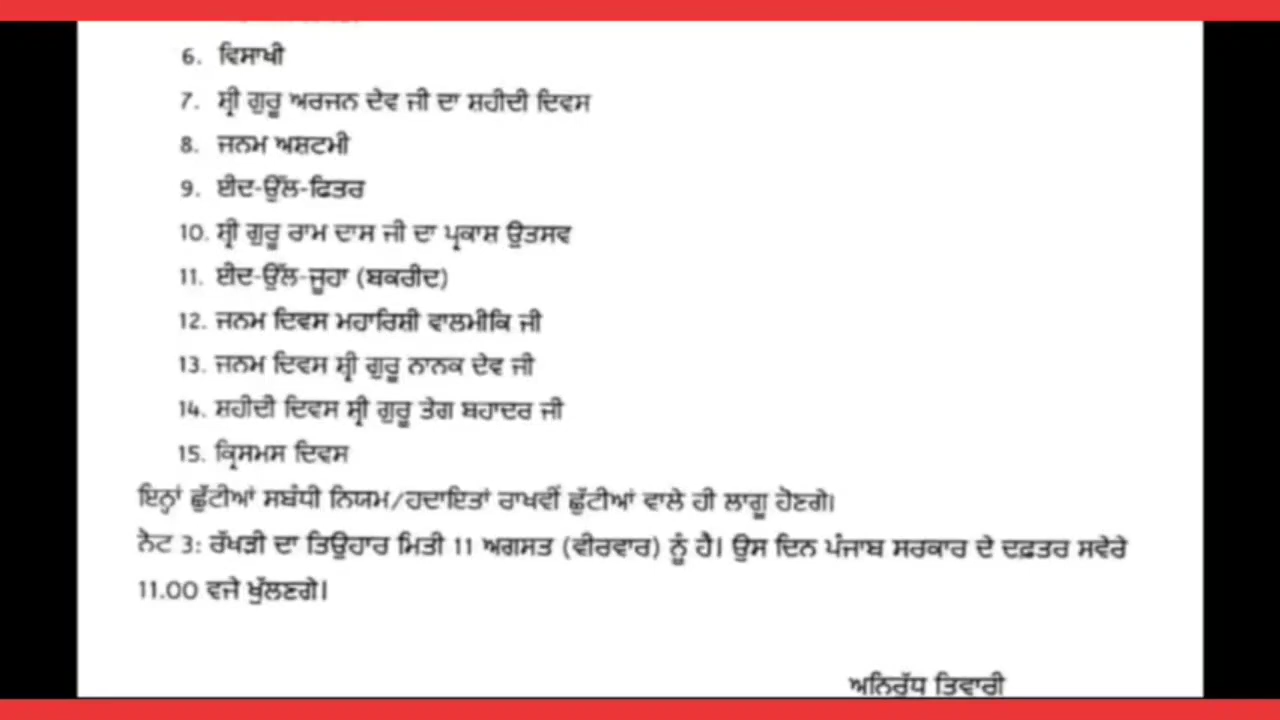 6. ਵਿਸਾਖੀ
7. ਸ੍ਰੀ ਗੁਰੂ ਅਰਜਨ ਦੇਵ ਜੀ ਦਾ ਸ਼ਹੀਦੀ ਦਿਵਸ
8. ਜਨਮ ਅਸ਼ਟਮੀ
9. ਈਦ-ਉੱਲ-ਫਿਤਰ
10. ਸ੍ਰੀ ਗੁਰੂ ਰਾਮ ਦਾਸ ਜੀ ਦਾ ਪ੍ਰਕਾਸ਼ ਉਤਸਵ
11. ਈਦ-ਉੱਲ-ਜੂਹਾ (ਬਕਰੀਦ)
12. ਜਨਮ ਦਿਵਸ ਮਹਾਰਿਸ਼ੀ ਵਾਲਮੀਕਿ ਜੀ
13. ਜਨਮ ਦਿਵਸ ਸ਼੍ਰੀ ਗੁਰੂ ਨਾਨਕ ਦੇਵ ਜੀ
14. ਸ਼ਹੀਦੀ ਦਿਵਸ ਸ੍ਰੀ ਗੁਰੂ ਤੇਗ ਬਹਾਦਰ ਜੀ
15. ਕ੍ਰਿਸਮਸ ਦਿਵਸ
ਇਨ੍ਹਾਂ ਛੁੱਟੀਆਂ ਸਬੰਧੀ ਨਿਯਮ/ਹਦਾਇਤਾਂ ਰਾਖਵੀਂ ਛੁੱਟੀਆਂ ਵਾਲੇ ਹੀ ਲਾਗੂ ਹੋਣਗੇ।
ਨੋਟ 3: ਰੱਖੜੀ ਦਾ ਤਿਉਹਾਰ ਮਿਤੀ 11 ਅਗਸਤ (ਵੀਰਵਾਰ) ਨੂੰ ਹੈ। ਉਸ ਦਿਨ ਪੰਜਾਬ ਸਰਕਾਰ ਦੇ ਦਫ਼ਤਰ ਸਵੇਰੇ
11.00 ਵਜੇ ਖੁੱਲਣਗੇ।
ਅਨਿਰੁੱਧ ਤਿਵਾਰੀ